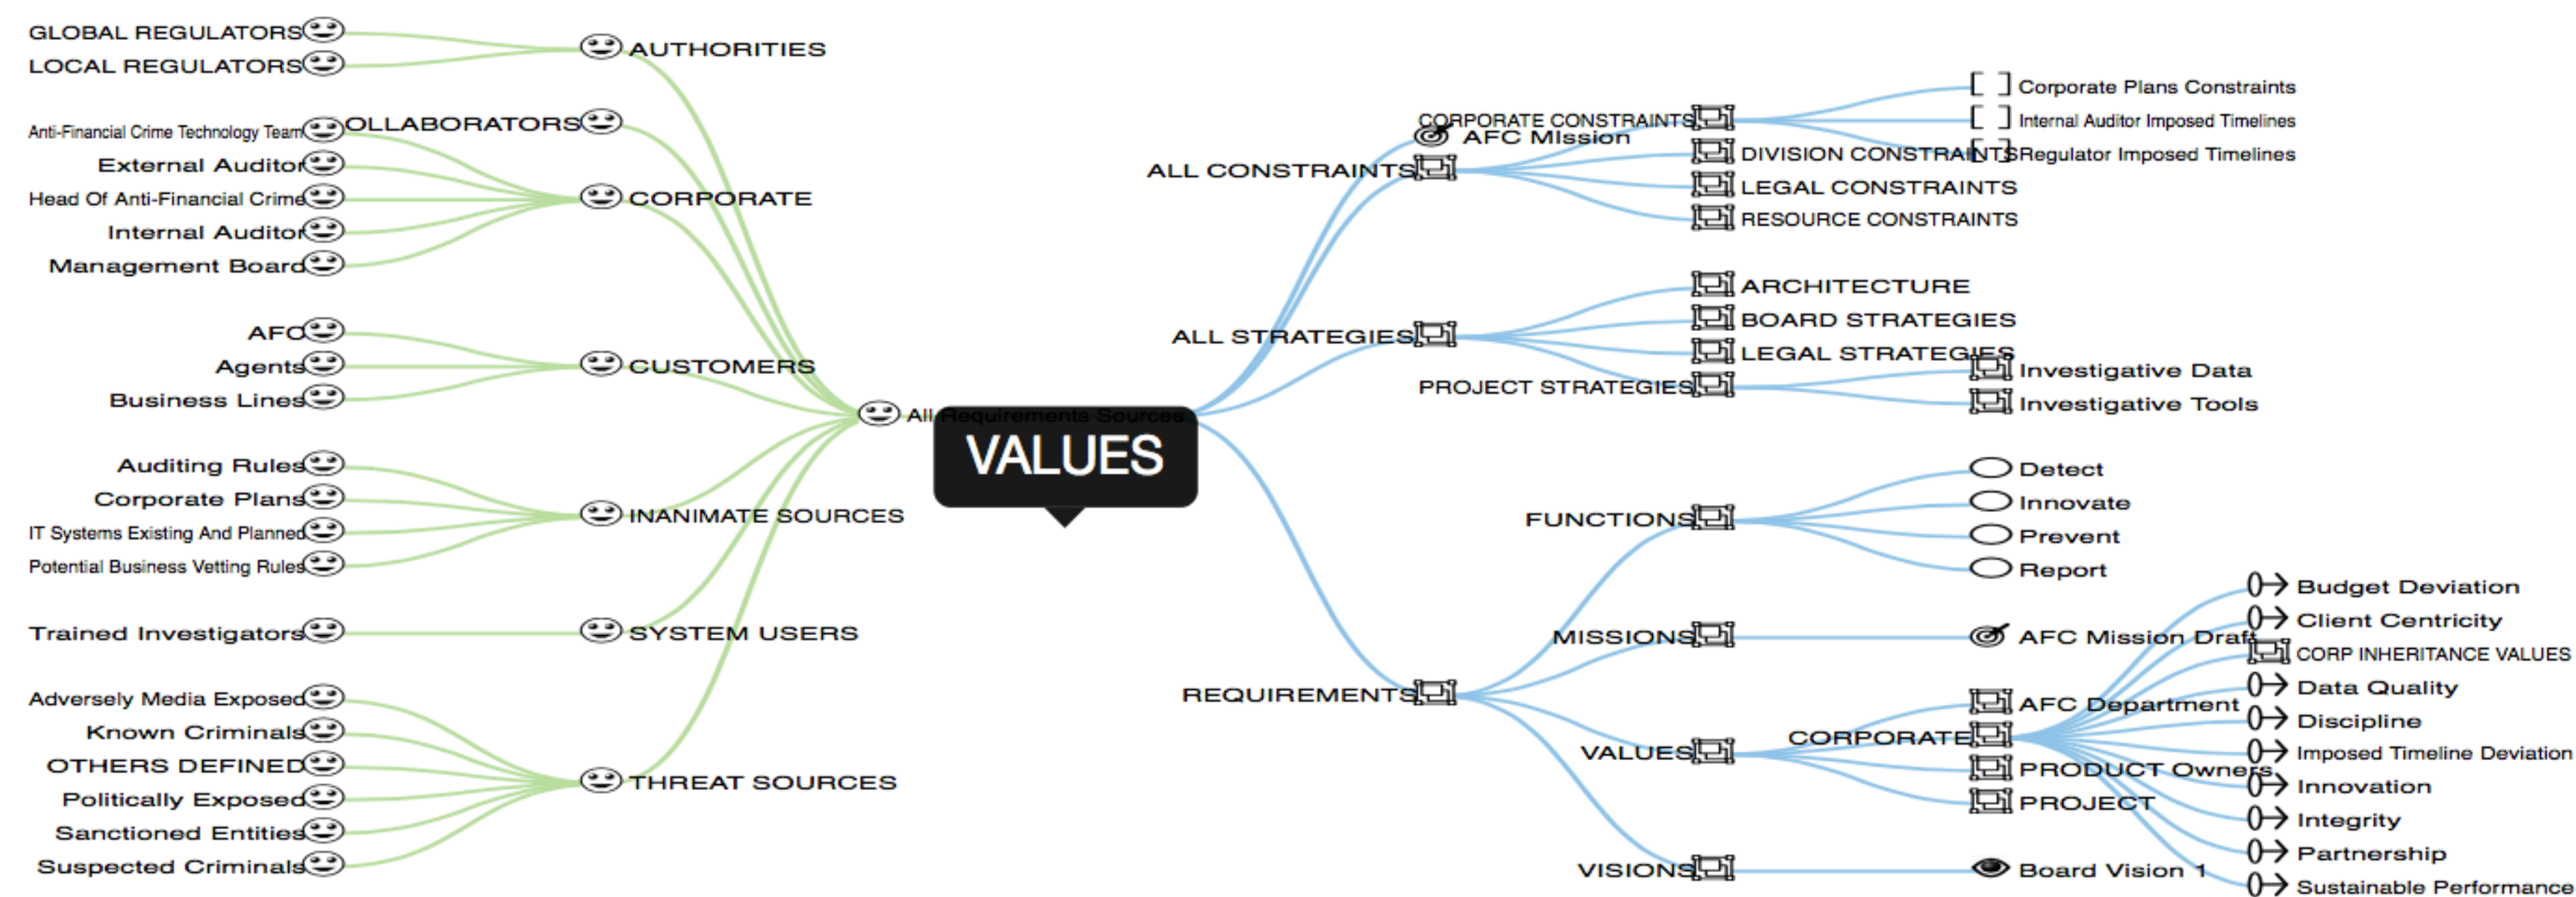 GLOBAL REGULATORS
LOCAL REGULATORS
AUTHORITIES
OLLABORATORS
Anti-Financial Crime Technology Team
External Auditor
Head Of Anti-Financial Crime
Internal Auditor
Management Board
CORPORATE
AFC
Agents
Business Lines
CUSTOMERS
Auditing Rules
Corporate Plans
IT Systems Existing And Planned
Potential Business Vetting Rules
INANIMATE SOURCES
Trained Investigators
SYSTEM USERS
Adversely Media Exposed
Known Criminals
OTHERS DEFINED
Politically Exposed
Sanctioned Entities
Suspected Criminals
THREAT SOURCES
All Requirements Sources
VALUES
CORPORATE CONSTRAINTS
AFC MIssion
ALL CONSTRAINTS
DIVISION CONSTRAINTS
LEGAL CONSTRAINTS
RESOURCE CONSTRAINTS
Corporate Plans Constraints
Internal Auditor Imposed Timelines
Regulator Imposed Timelines
ALL STRATEGIES
ARCHITECTURE
BOARD STRATEGIES
LEGAL STRATEGIES
PROJECT STRATEGIES
Investigative Data
Investigative Tools
REQUIREMENTS
FUNCTIONS
Detect
Innovate
Prevent
Report
MISSIONS
AFC Mission Draft
VALUES
AFC Department
CORPORATE
PRODUCT Owners
PROJECT
Budget Deviation
Client Centricity
CORP INHERITANCE VALUES
Data Quality
Discipline
Imposed Timeline Deviation
Innovation
Integrity
Partnership
Sustainable Performance
VISIONS
Board Vision 1